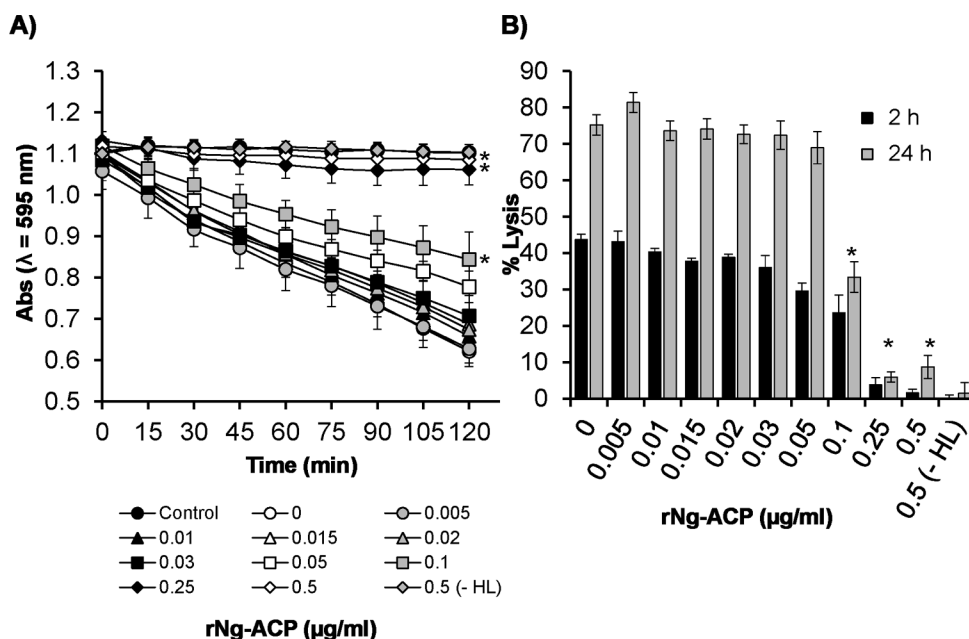 A)
1.3
1.2
1.1
1.0
0.9
0.8
0.7
0.6
0.5
Abs (λ = 595 nm)
*
*
*
0 15 30 45 60 75 90 105 120
Time (min)
Control 0 0.005
0.01 0.015 0.02
0.03 0.05 0.1
0.25 0.5 0.5 (- HL)
rNg-ACP (µg/ml)
B)
90
80
70
60
50
40
30
20
10
0
% Lysis
2 h
24 h
*
*
*
0 0.005 0.01 0.015 0.02 0.03 0.05 0.1 0.25 0.5 0.5 (- HL)
rNg-ACP (µg/ml)